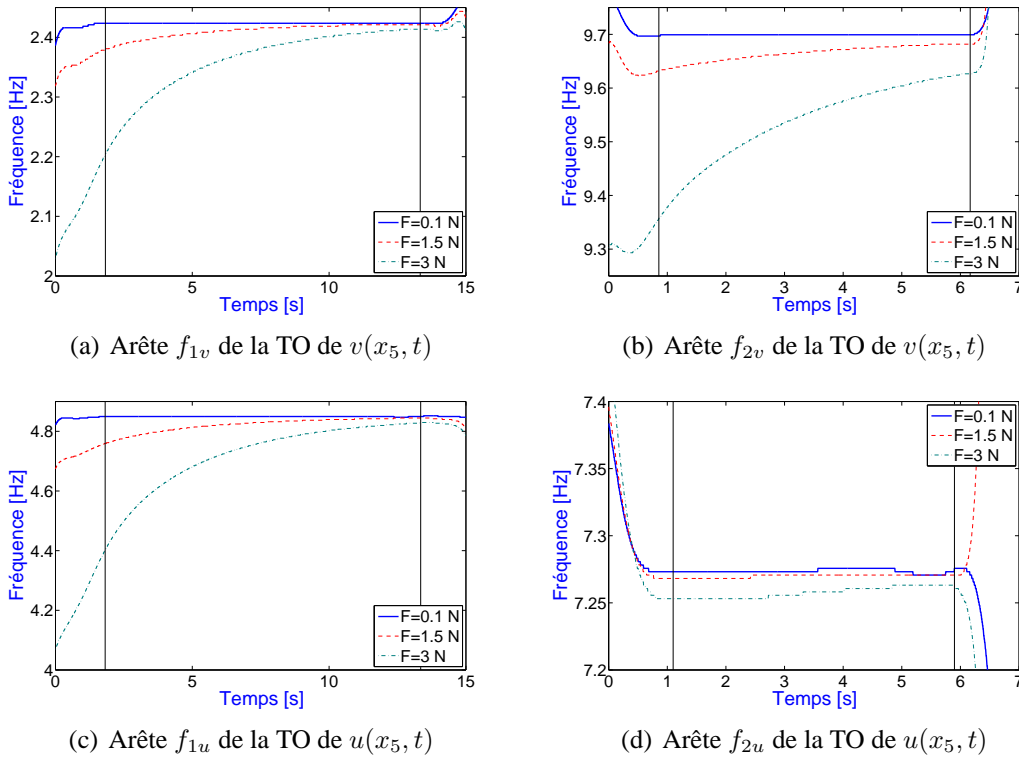 2.4
2.3
2.2
2.1
2
0
5
10
15
Fréquence [Hz]
Temps [s]
F=0.1 N
F=1.5 N
F=3 N
(a) Arête f1v de la TO de v(x5, t)
9.7
9.6
9.5
9.4
9.3
0
1
2
3
4
5
6
7
Fréquence [Hz]
Temps [s]
F=0.1 N
F=1.5 N
F=3 N
(b) Arête f2v de la TO de v(x5, t)
4.8
4.6
4.4
4.2
4
0
5
10
15
Fréquence [Hz]
Temps [s]
F=0.1 N
F=1.5 N
F=3 N
(c) Arête f1u de la TO de u(x5, t)
7.4
7.35
7.3
7.25
7.2
0
1
2
3
4
5
6
7
Fréquence [Hz]
Temps [s]
F=0.1 N
F=1.5 N
F=3 N
(d) Arête f2u de la TO de u(x5, t)